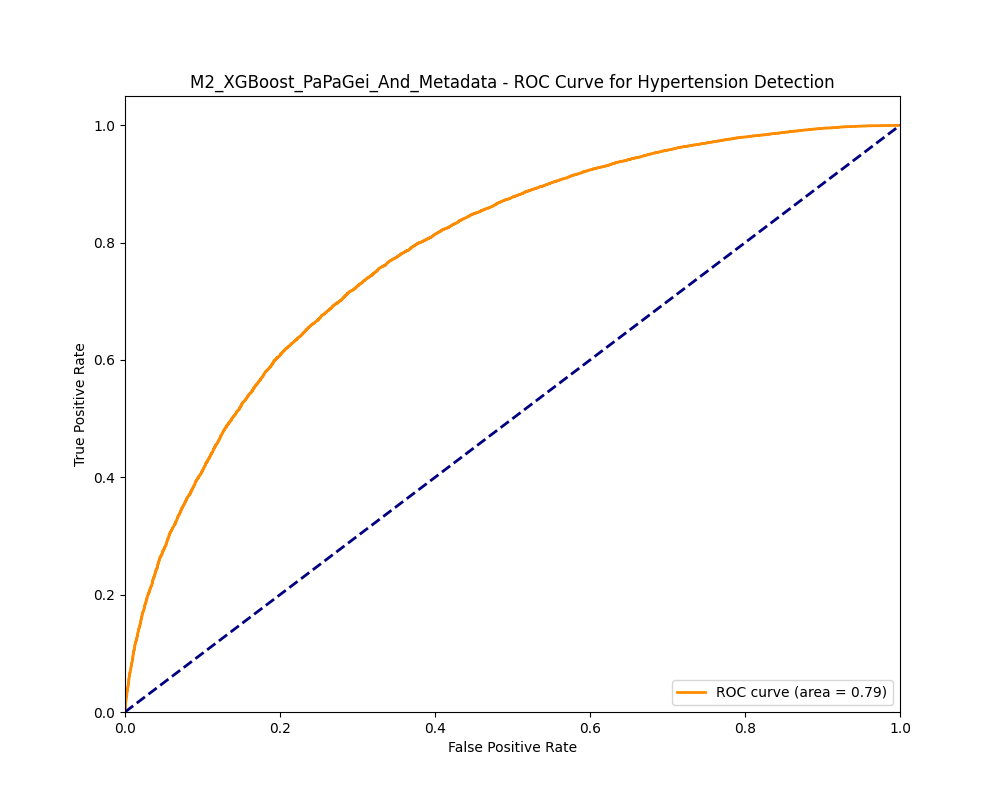 M2_XGBoost_PaPaGei_And_Metadata - ROC Curve for Hypertension Detection
1.0
0.8
0.6
0.4
0.2
0.0
True Positive Rate
ROC curve (area = 0.79)
0.0 0.2 0.4 0.6 0.8 1.0
False Positive Rate